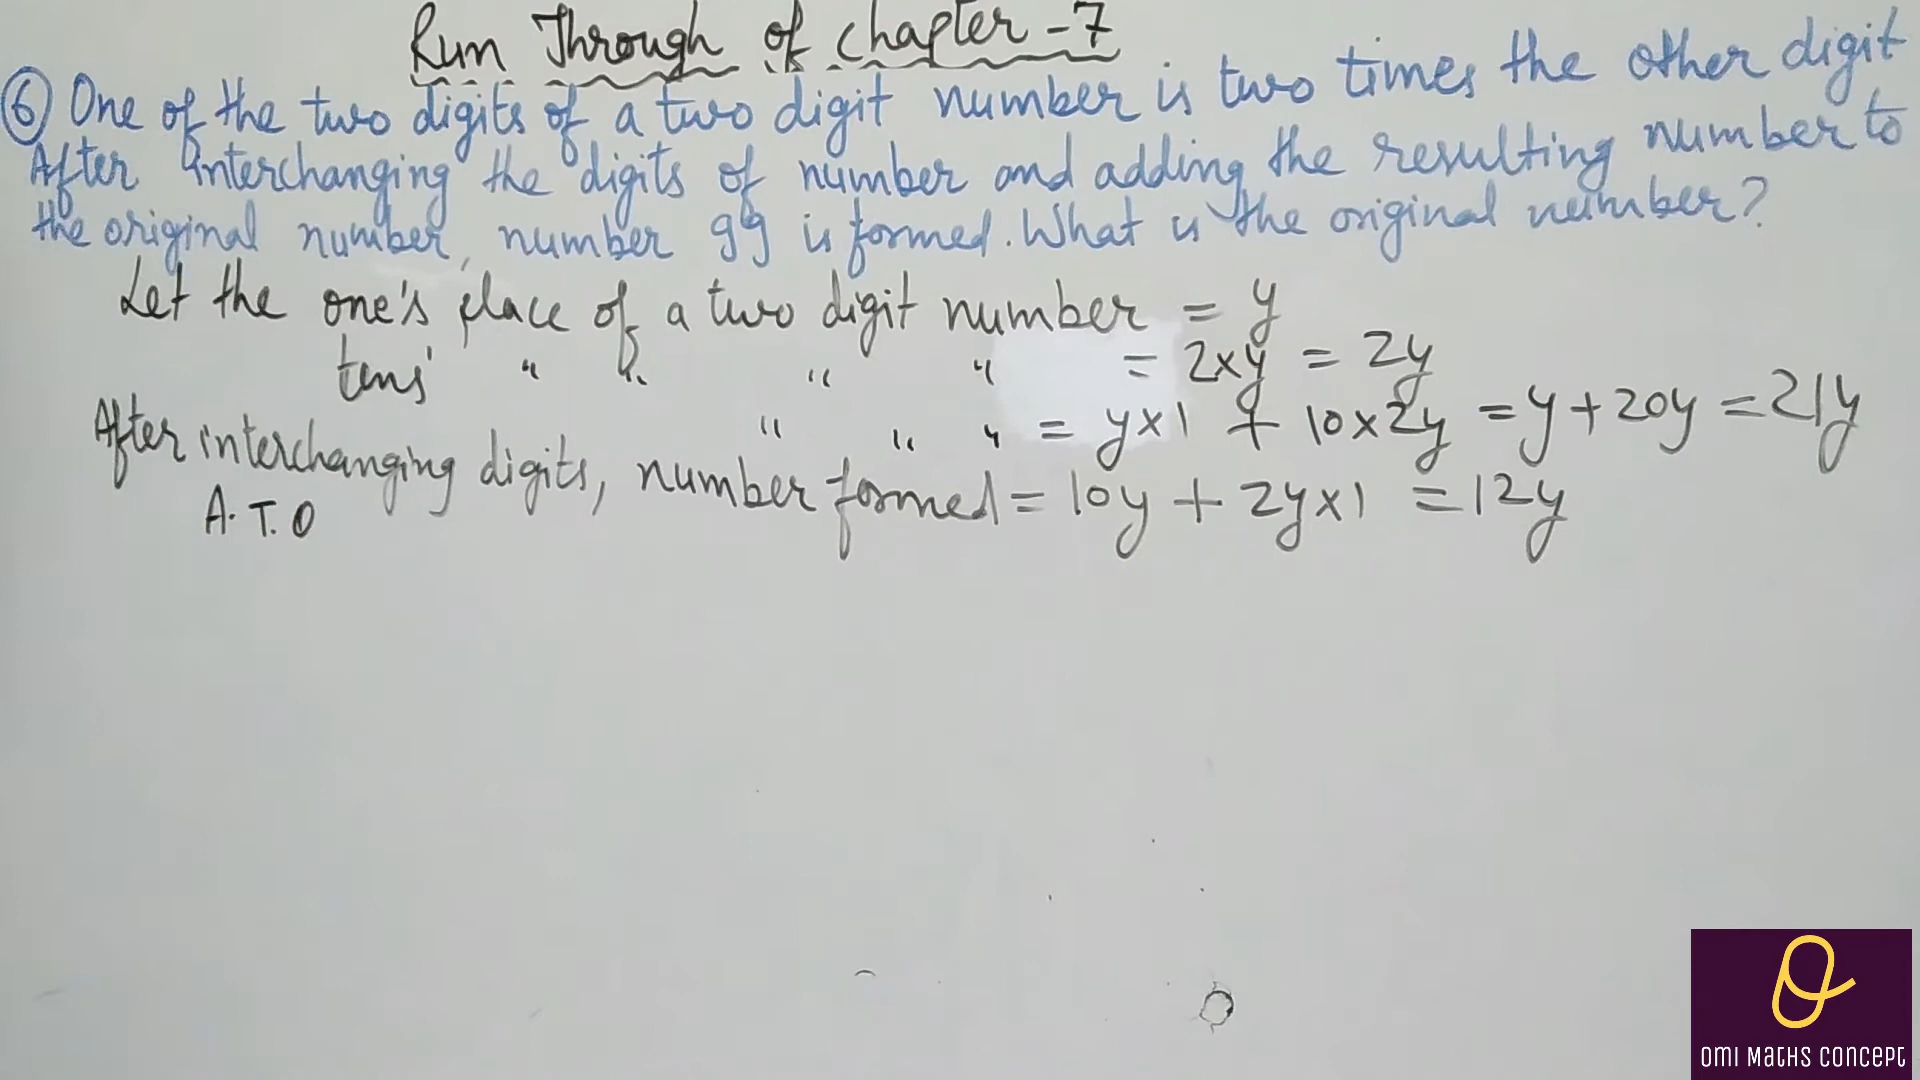 Run Through of chapter-7
⑥ One of the two digits of a two digit number is two times the other digit
After interchanging the digits of number and adding the resulting number to
the original number, number 99 is formed. What is the original number?
Let the one's place of a two digit number = y
tens' " " " " = 2×y = 2y
" " " = y×1 + 10×2y = y+20y = 21y
After interchanging digits, number formed = 10y + 2y×1 = 12y
A.T.O
OMI MATHS CONCEPT